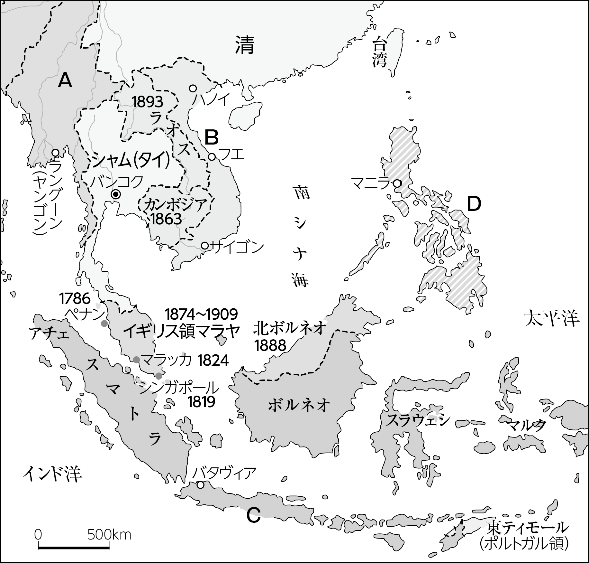 清
台湾
A
ハノイ
1893
ラオス
B
フエ
シャム(タイ)
バンコク
ラングーン
(ヤンゴン)
カンボジア
1863
サイゴン
南シナ海
マニラ
D
太平洋
1786
ペナン
1874~1909
イギリス領マラヤ
アチェ
マラッカ 1824
シンガポール
1819
北ボルネオ
1888
ボルネオ
スマトラ
スラウェシ
マルク
インド洋
バタヴィア
C
東ティモール
(ポルトガル領)
0 500km